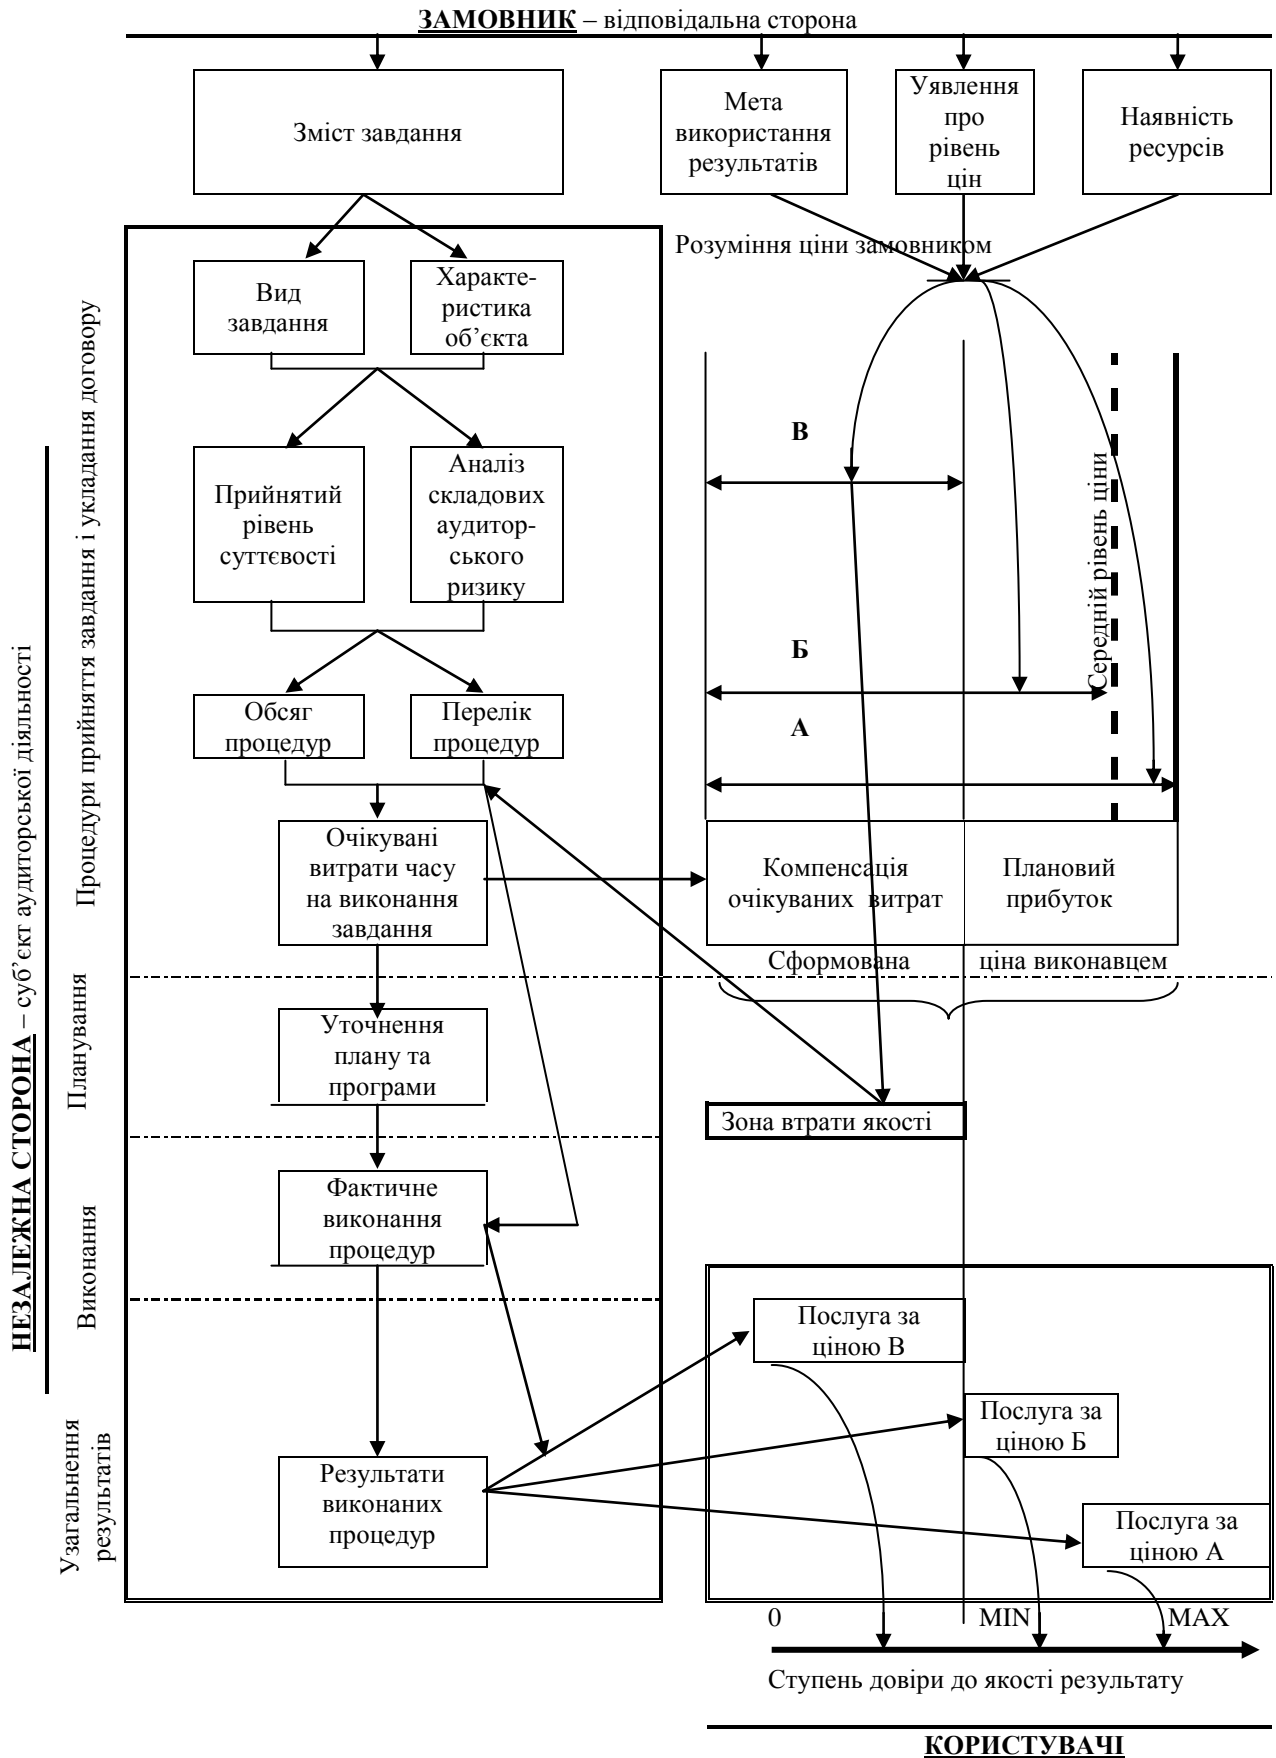 ЗАМОВНИК – відповідальна сторона
Зміст завдання
Мета
використання
результатів
Уявлення
про
рівень
цін
Наявність
ресурсів
Розуміння ціни замовником
НЕЗАЛЕЖНА СТОРОНА – суб’єкт аудиторської діяльності
Процедури прийняття завдання і укладання договору
Вид
завдання
Характе-
ристика
об’єкта
Прийнятий
рівень
суттєвості
Аналіз
складових
аудитор-
ського
ризику
Обсяг
процедур
Перелік
процедур
Очікувані
витрати часу
на виконання
завдання
В
Б
А
Середній рівень ціни
Компенсація
очікуваних витрат
Плановий
прибуток
Сформована ціна виконавцем
Планування
Уточнення
плану та
програми
Зона втрати якості
Виконання
Фактичне
виконання
процедур
Узагальнення
результатів
Результати
виконаних
процедур
Послуга за
ціною В
Послуга за
ціною Б
Послуга за
ціною А
0 MIN MAX
Ступень довіри до якості результату
КОРИСТУВАЧІ